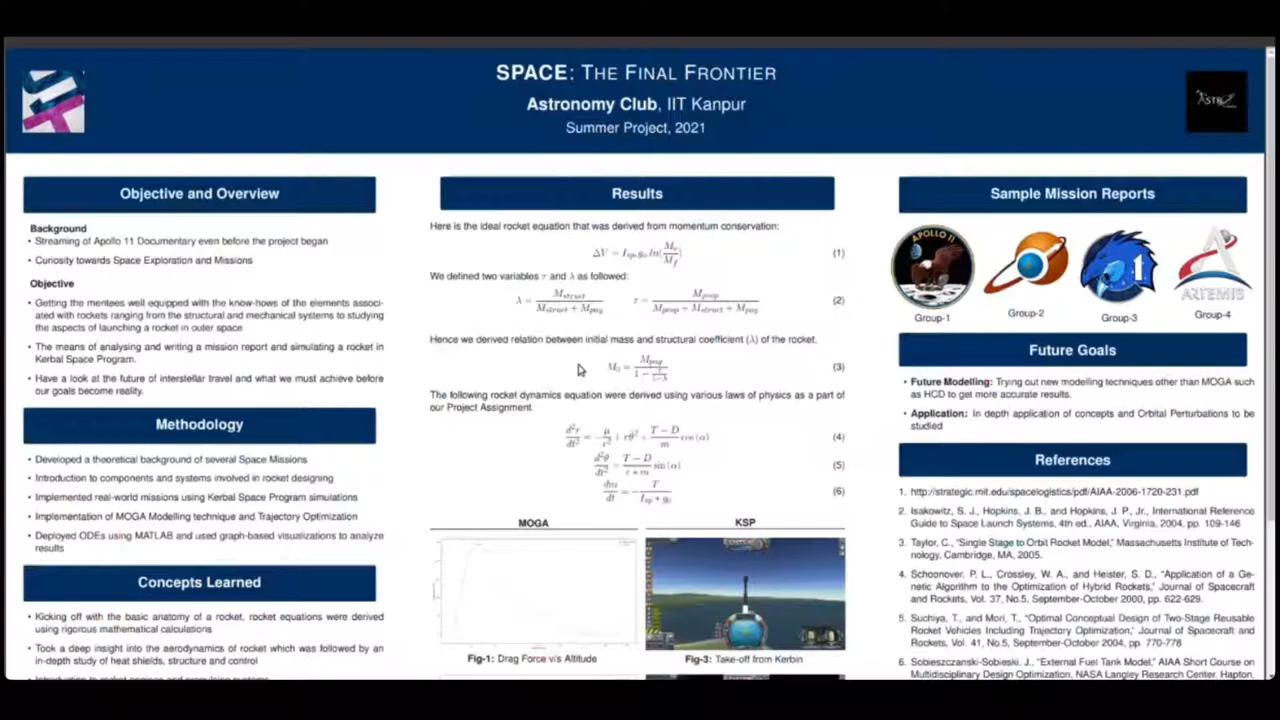 SPACE: THE FINAL FRONTIER
Astronomy Club, IIT Kanpur
Summer Project, 2021
Objective and Overview
Background
• Streaming of Apollo 11 Documentary even before the project began
• Curiosity towards Space Exploration and Missions
Objective
• Getting the mentees well equipped with the know-hows of the elements associ-
ated with rockets ranging from the structural and mechanical systems to studying
the aspects of launching a rocket in outer space
• The means of analysing and writing a mission report and simulating a rocket in
Kerbal Space Program.
• Have a look at the future of interstellar travel and what we must achieve before
our goals become reality.
Methodology
• Developed a theoretical background of several Space Missions
• Introduction to components and systems involved in rocket designing
• Implemented real-world missions using Kerbal Space Program simulations
• Implementation of MOGA Modelling technique and Trajectory Optimization
• Deployed ODEs using MATLAB and used graph-based visualizations to analyze
results
Concepts Learned
• Kicking off with the basic anatomy of a rocket, rocket equations were derived
using rigorous mathematical calculations
• Took a deep insight into the aerodynamics of rocket which was followed by an
in-depth study of heat shields, structure and control
Results
Here is the ideal rocket equation that was derived from momentum conservation:
(1)
We defined two variables τ and λ as followed:
(2)
Hence we derived relation between initial mass and structural coefficient (λ) of the rocket.
(3)
The following rocket dynamics equation were derived using various laws of physics as a part of
our Project Assignment.
(4)
(5)
(6)
MOGA
KSP
Fig-1: Drag Force v/s Altitude
Fig-3: Take-off from Kerbin
Sample Mission Reports
APOLLO 11
1
ARTEMIS
Group-1
Group-2
Group-3
Group-4
Future Goals
• Future Modelling: Trying out new modelling techniques other than MOGA such
as HCD to get more accurate results.
• Application: In depth application of concepts and Orbital Perturbations to be
studied
References
1. http://strategic.mit.edu/spacelogistics/pdf/AIAA-2006-1720-231.pdf
2. Isakowitz, S. J., Hopkins, J. B., and Hopkins, J. P., Jr., International Reference
Guide to Space Launch Systems, 4th ed., AIAA, Virginia, 2004. pp. 109-146
3. Taylor, C., "Single Stage to Orbit Rocket Model," Massachusetts Institute of Tech-
nology, Cambridge, MA, 2005.
4. Schoonover, P. L., Crossley, W. A., and Heister, S. D., "Application of a Ge-
netic Algorithm to the Optimization of Hybrid Rockets," Journal of Spacecraft
and Rockets, Vol. 37, No.5, September-October 2000, pp. 622-629.
5. Suchiya, T., and Mori, T., "Optimal Conceptual Design of Two-Stage Reusable
Rocket Vehicles Including Trajectory Optimization," Journal of Spacecraft and
Rockets, Vol. 41, No.5, September-October 2004, pp. 770-778
6. Sobieszczanski-Sobieski, J., "External Fuel Tank Model," AIAA Short Course on
Multidisciplinary Design Optimization, NASA Langley Research Center, Hapton,